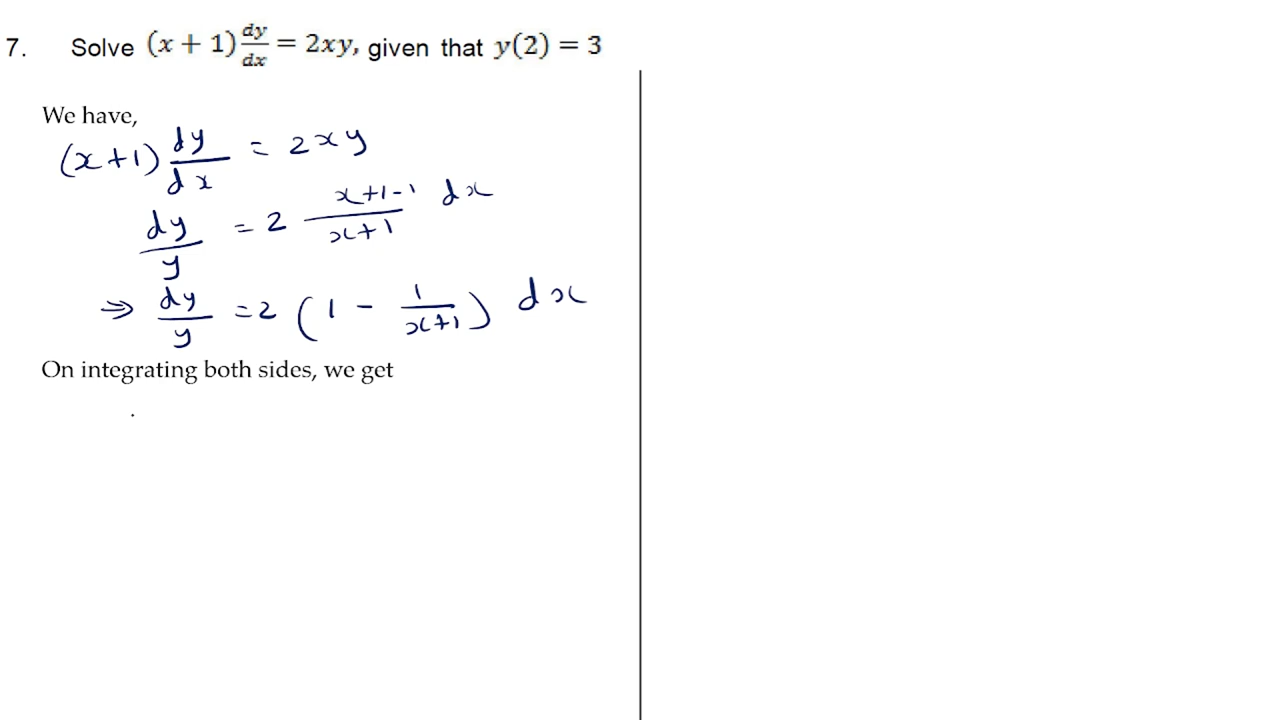 7. Solve (x + 1) dy/dx = 2xy, given that y(2) = 3
We have,
(x+1) dy/dx = 2xy
dy/y = 2 (x+1-1)/(x+1) dx
⇒ dy/y = 2 (1 - 1/(x+1)) dx
On integrating both sides, we get